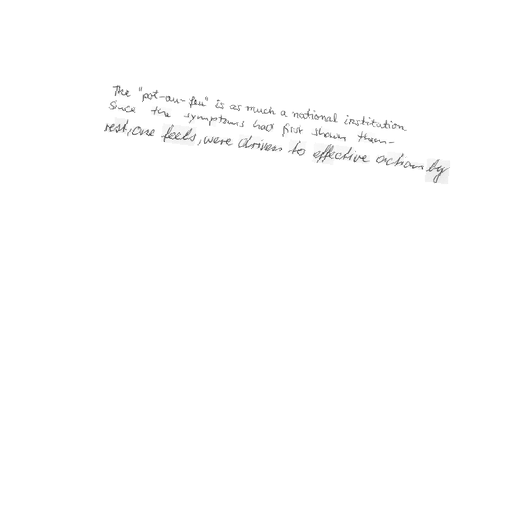 The "pot-au-feu" is as much a national institution
Since the symptoms had first shown them-
rest, one feels, were driven to effective action by